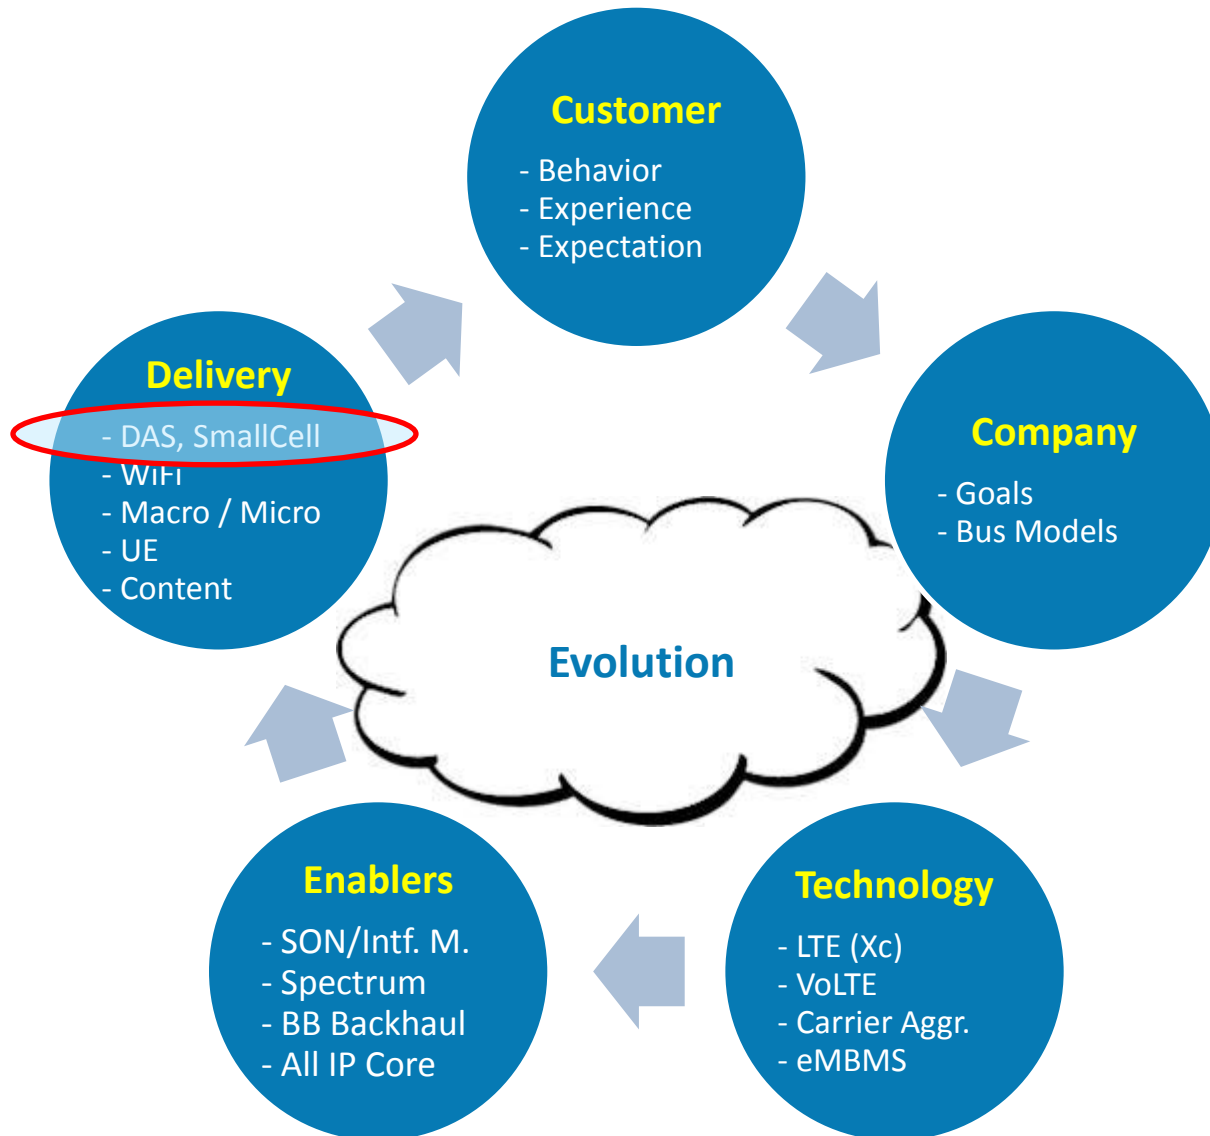 Customer
- Behavior
- Experience
- Expectation
Delivery
- DAS, SmallCell
- WiFi
- Macro / Micro
- UE
- Content
Company
- Goals
- Bus Models
Evolution
Enablers
- SON/Intf. M.
- Spectrum
- BB Backhaul
- All IP Core
Technology
- LTE (Xc)
- VoLTE
- Carrier Aggr.
- eMBMS